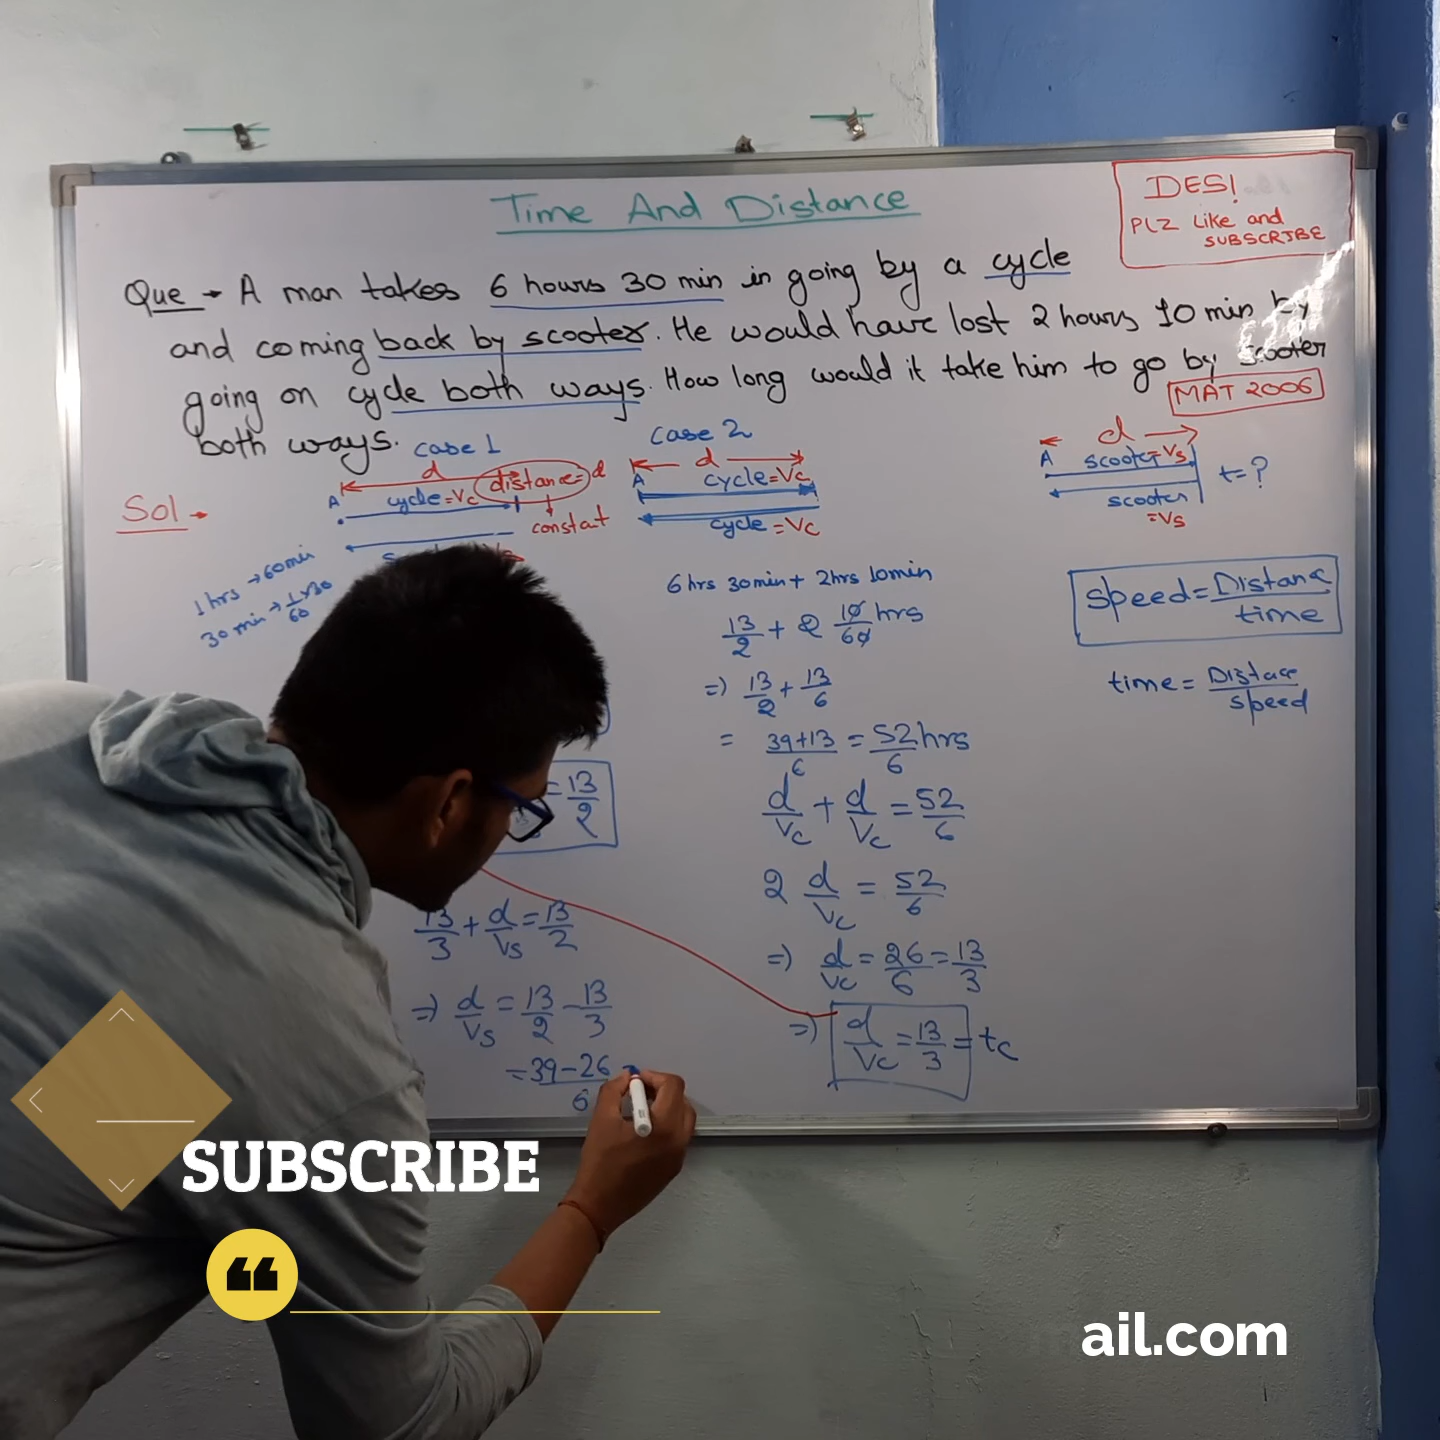 Time And Distance
DES!
PLZ Like and
SUBSCRIBE
Que → A man takes 6 hours 30 min in going by a cycle
and coming back by scooter. He would have lost 2 hours 10 min by
going on cycle both ways. How long would it take him to go by scooter
both ways.
MAT 2006
Sol →
case 1
d
distance = d
A
cycle = Vc
constant
1 hrs → 60 min
30 min → 1/60 × 30
= 13/2
13/3 + d/Vs = 13/2
=) d/Vs = 13/2 - 13/3
= 39-26/6
case 2
d
A
cycle = Vc
cycle = Vc
6 hrs 30 min + 2 hrs 10 min
13/2 + 2 10/60 hrs
=) 13/2 + 13/6
= 39+13/6 = 52/6 hrs
d/Vc + d/Vc = 52/6
2 d/Vc = 52/6
=) d/Vc = 26/6 = 13/3
=) d/Vc = 13/3 = tc
d
A
scooter = Vs
t = ?
scooter
= Vs
Speed = Distanc/time
time = Distace/speed
SUBSCRIBE
ail.com